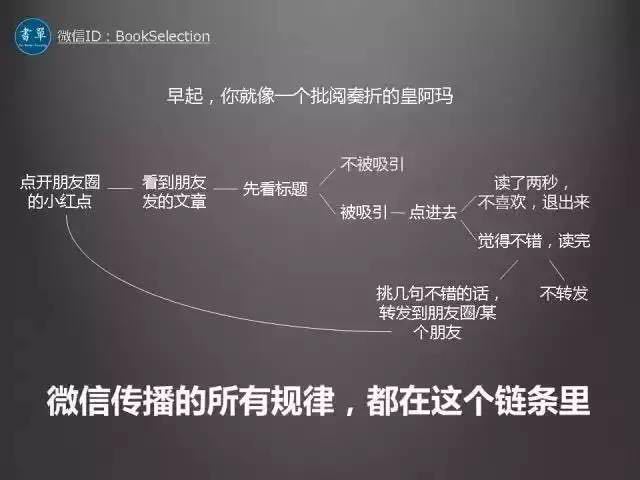 書單
微信ID：BookSelection
早起，你就像一个批阅奏折的皇阿玛
点开朋友圈
的小红点
看到朋友
发的文章
先看标题
不被吸引
被吸引
点进去
读了两秒，
不喜欢，退出来
觉得不错，读完
挑几句不错的话，
转发到朋友圈/某
个朋友
不转发
微信传播的所有规律，都在这个链条里